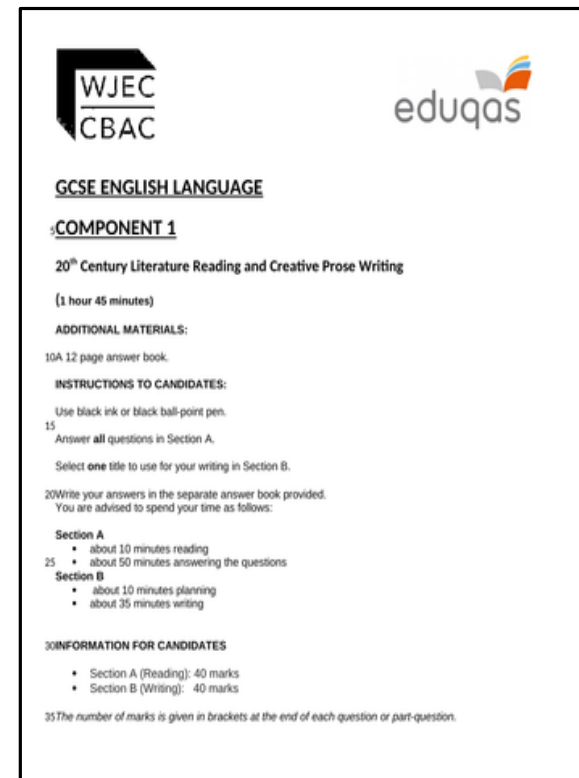 WJEC
CBAC
eduqas
GCSE ENGLISH LANGUAGE
5COMPONENT 1
20th Century Literature Reading and Creative Prose Writing
(1 hour 45 minutes)
ADDITIONAL MATERIALS:
10A 12 page answer book.
INSTRUCTIONS TO CANDIDATES:
Use black ink or black ball-point pen.
15
Answer all questions in Section A.
Select one title to use for your writing in Section B.
20Write your answers in the separate answer book provided.
You are advised to spend your time as follows:
Section A
• about 10 minutes reading
25 • about 50 minutes answering the questions
Section B
• about 10 minutes planning
• about 35 minutes writing
30INFORMATION FOR CANDIDATES
• Section A (Reading): 40 marks
• Section B (Writing): 40 marks
35The number of marks is given in brackets at the end of each question or part-question.